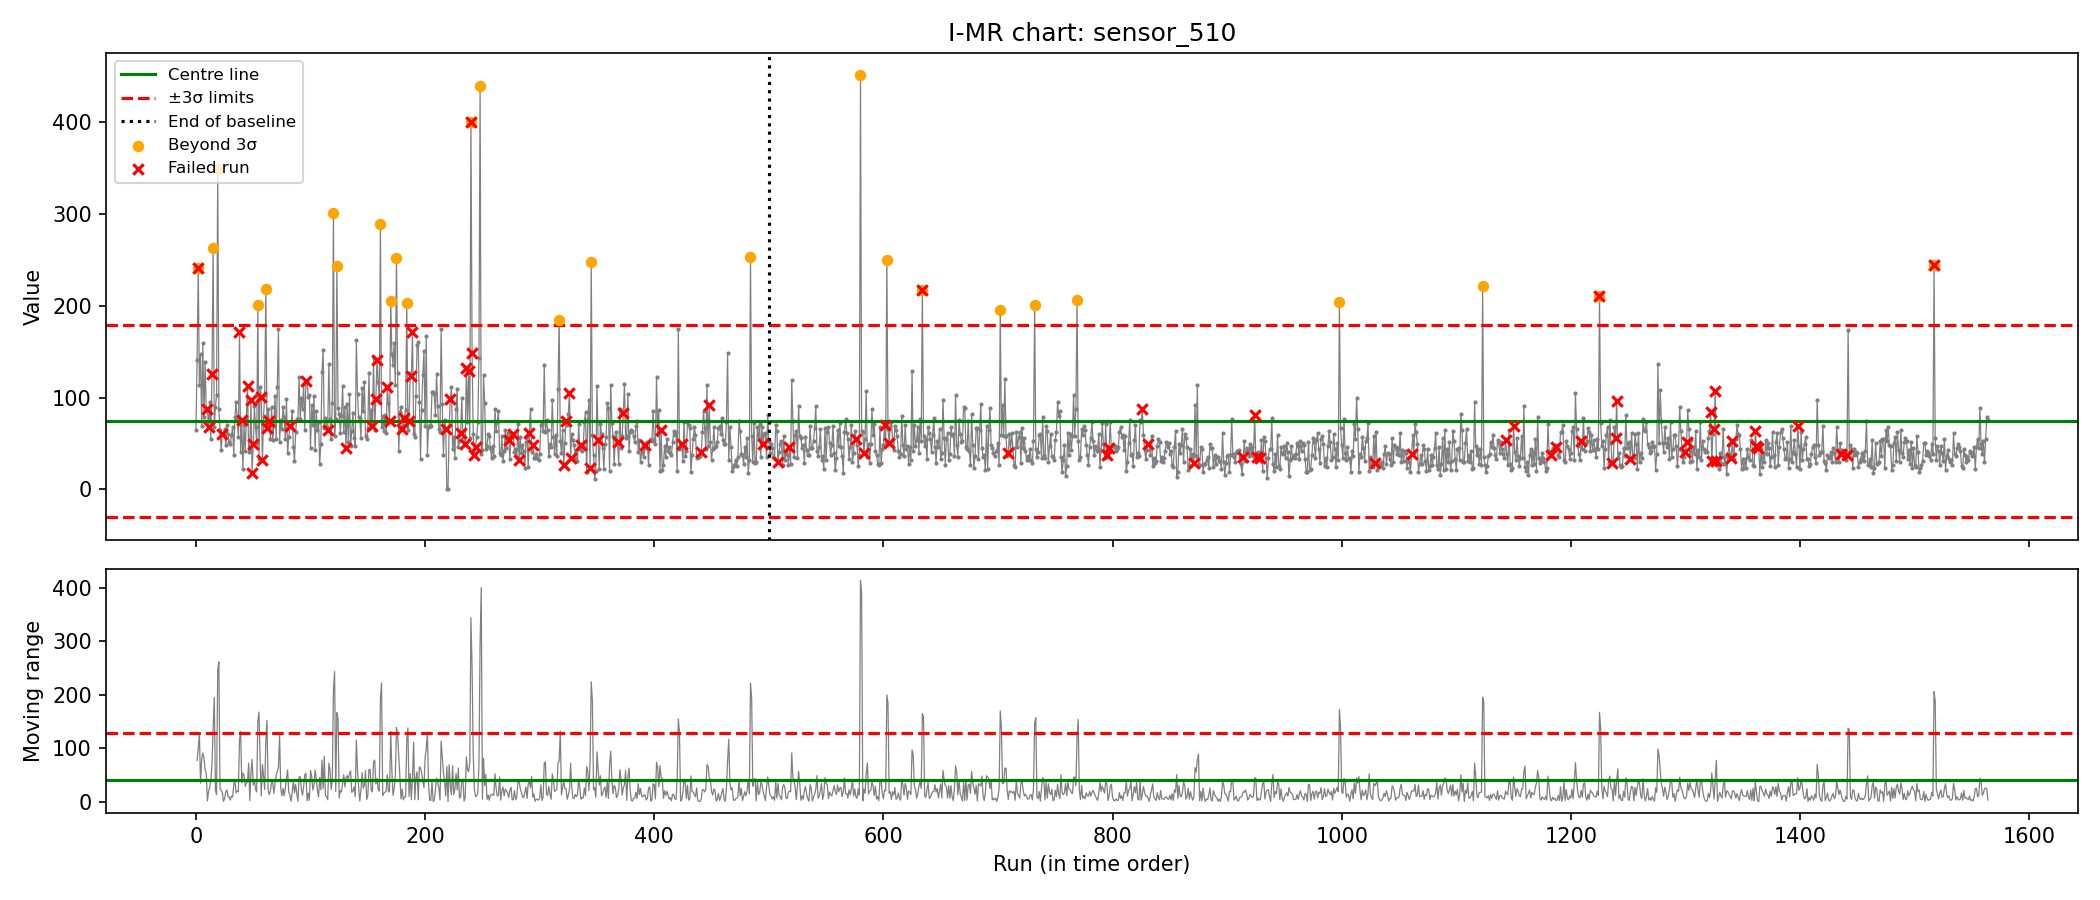 I-MR chart: sensor_510
Centre line
±3σ limits
End of baseline
Beyond 3σ
Failed run
Value
400
300
200
100
0
Moving range
400
300
200
100
0
0 200 400 600 800 1000 1200 1400 1600
Run (in time order)